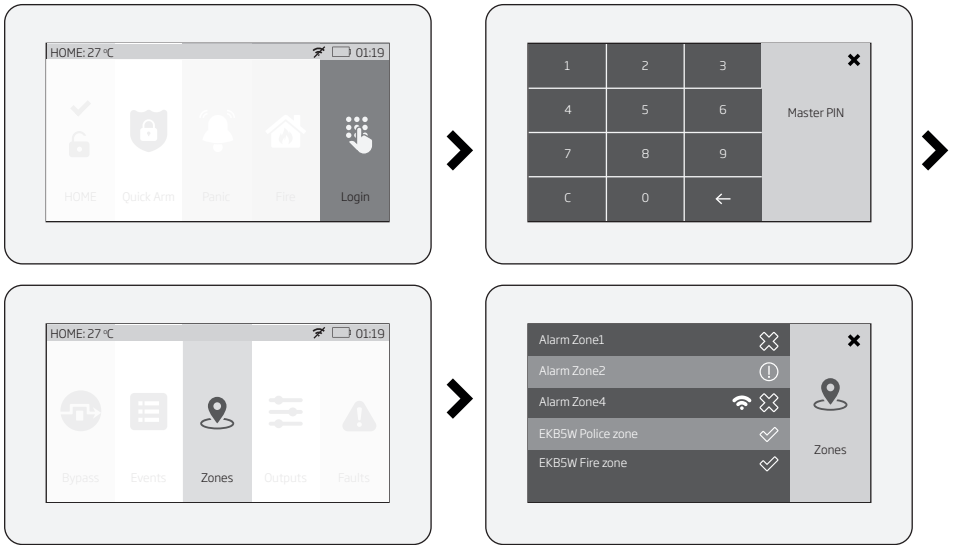 HOME: 27 °C 01:19
HOME Quick Arm Panic Fire Login
1 2 3
4 5 6
Master PIN
7 8 9
C 0
HOME: 27 °C 01:19
Bypass Events Zones Outputs Faults
Alarm Zone1
Alarm Zone2
Alarm Zone4
EKB5W Police zone
EKB5W Fire zone
Zones